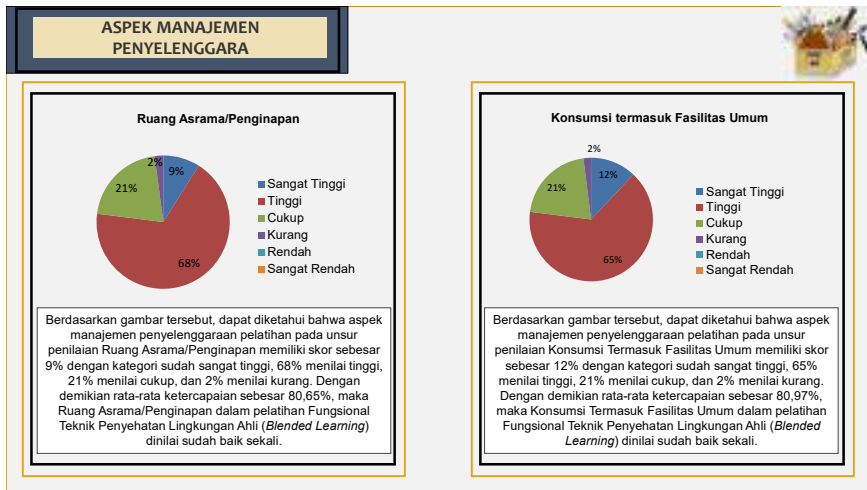 ASPEK MANAJEMEN
PENYELENGGARA
Ruang Asrama/Penginapan
2%
9%
21%
68%
Sangat Tinggi
Tinggi
Cukup
Kurang
Rendah
Sangat Rendah
Berdasarkan gambar tersebut, dapat diketahui bahwa aspek
manajemen penyelenggaraan pelatihan pada unsur
penilaian Ruang Asrama/Penginapan memiliki skor sebesar
9% dengan kategori sudah sangat tinggi, 68% menilai tinggi,
21% menilai cukup, dan 2% menilai kurang. Dengan
demikian rata-rata ketercapaian sebesar 80,65%, maka
Ruang Asrama/Penginapan dalam pelatihan Fungsional
Teknik Penyehatan Lingkungan Ahli (Blended Learning)
dinilai sudah baik sekali.
Konsumsi termasuk Fasilitas Umum
2%
12%
21%
65%
Sangat Tinggi
Tinggi
Cukup
Kurang
Rendah
Sangat Rendah
Berdasarkan gambar tersebut, dapat diketahui bahwa aspek
manajemen penyelenggaraan pelatihan pada unsur
penilaian Konsumsi Termasuk Fasilitas Umum memiliki skor
sebesar 12% dengan kategori sudah sangat tinggi, 65%
menilai tinggi, 21% menilai cukup, dan 2% menilai kurang.
Dengan demikian rata-rata ketercapaian sebesar 80,97%,
maka Konsumsi Termasuk Fasilitas Umum dalam pelatihan
Fungsional Teknik Penyehatan Lingkungan Ahli (Blended
Learning) dinilai sudah baik sekali.